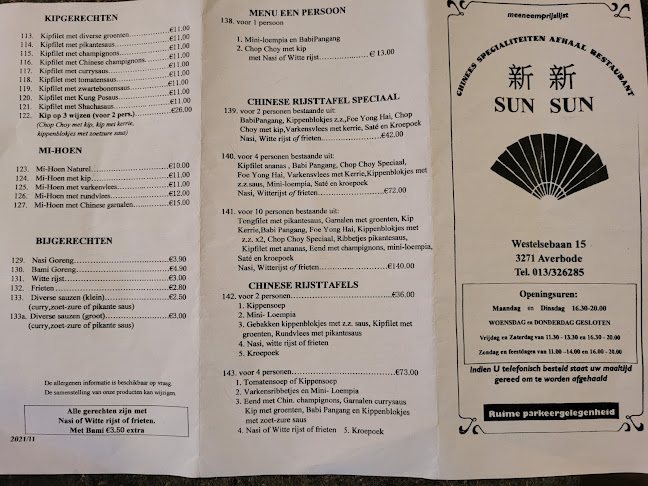 KIPGERECHTEN
113. Kipfilet met diverse groenten €11.00
114. Kipfilet met pikantesaus €11.00
115. Kipfilet met champignons €11.00
116. Kipfilet met Chinese champignons €11.00
117. Kipfilet met currysaus €11.00
118. Kipfilet met tomatensaus €11.00
119. Kipfilet met zwartebonensaus €11.00
120. Kipfilet met Kung Posaus €11.00
121. Kipfilet met Shachasaus €11.00
122. Kip op 3 wijzen (voor 2 pers.) €26.00
(Chop Choy met kip, kip met kerrie,
kippenblokjes met zoetzure saus)
MI-HOEN
123. Mi-Hoen Naturel €10.00
124. Mi-Hoen met kip €11.00
125. Mi-Hoen met varkensvlees €11.00
126. Mi-Hoen met rundvlees €12.00
127. Mi-Hoen met Chinese garnalen €15.00
BIJGERECHTEN
129. Nasi Goreng €3.90
130. Bami Goreng €4.90
131. Witte rijst €3.00
132. Frieten €2.80
133. Diverse sauzen (klein) €2.50
(curry,zoet-zure of pikante saus)
133a. Diverse sauzen (groot) €3.00
(curry,zoet-zure of pikante saus)
De allergenen informatie is beschikbaar op vraag.
De samenstelling van onze producten kan wijzigen.
Alle gerechten zijn met
Nasi of Witte rijst of frieten.
Met Bami €3.50 extra
2021/11
MENU EEN PERSOON
138. voor 1 persoon
1. Mini-loempia en BabiPangang
2. Chop Choy met kip
met Nasi of Witte rijst € 13.00
CHINESE RIJSTTAFEL SPECIAAL
139. voor 2 personen bestaande uit:
BabiPangang, Kippenblokjes z.z.,Foe Yong Hai, Chop
Choy met kip,Varkensvlees met kerrie, Saté en Kroepoek
Nasi, Witte rijst of frieten. €42.00
140. voor 4 personen bestaande uit:
Kipfilet ananas , Babi Pangang, Chop Choy Speciaal,
Foe Yong Hai, Varkensvlees met Kerrie,Kippenblokjes met
z.z.saus, Mini-loempia, Saté en kroepoek
Nasi, Witterijst of frieten €72.00
141. voor 10 personen bestaande uit:
Tongfilet met pikantesaus, Garnalen met groenten, Kip
Kerrie,Babi Pangang, Foe Yong Hai, Kippenblokjes met
z.z. x2, Chop Choy Speciaal, Ribbetjes pikantesaus,
Kipfilet met ananas, Eend met champignons, mini-loempia,
Saté en kroepoek
Nasi, Witterijst of frieten €140.00
CHINESE RIJSTTAFELS
142. voor 2 personen €36.00
1. Kippensoep
2. Mini- Loempia
3. Gebakken kippenblokjes met z.z. saus, Kipfilet met
groenten, Rundvlees met pikantesaus
4. Nasi, witte rijst of frieten
5. Kroepoek
143. voor 4 personen €73.00
1. Tomatensoep of Kippensoep
2. Varkensribbetjes en Mini- Loempia
3. Eend met Chin. champignons, Garnalen currysaus
Kip met groenten, Babi Pangang en Kippenblokjes
met zoet-zure saus
4. Nasi of Witte rijst of frieten 5. Kroepoek
meeneemprijslijst
CHINEES SPECIALITEITEN AFHAAL RESTAURANT
新 新
SUN SUN
Westelsebaan 15
3271 Averbode
Tel. 013/326285
Openingsuren:
Maandag en Dinsdag 16.30-20.00
WOENSDAG en DONDERDAG GESLOTEN
Vrijdag en Zaterdag van 11.30 - 13.30 en 16.30 - 20.00
Zondag en feestdagen van 11.00 -14.00 en 16.00 - 20.00
Indien U telefonisch besteld staat uw maaltijd
gereed om te worden afgehaald
Ruime parkeergelegenheid